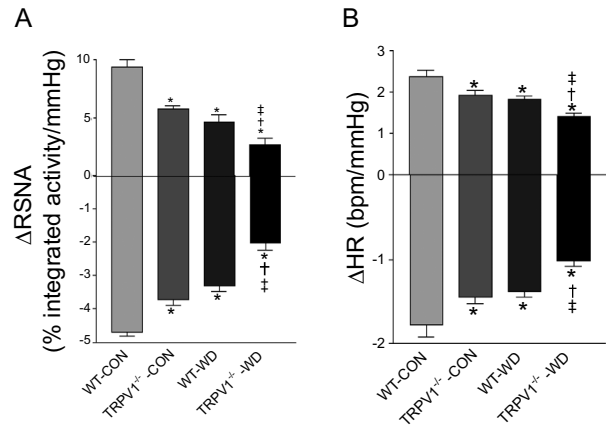 A
ΔRSNA
(% integrated activity/mmHg)
10
5
0
-1
-2
-3
-4
-5
*
*
‡
†
*
*
*
*
†
‡
WT-CON
TRPV1⁻/⁻ -CON
WT-WD
TRPV1⁻/⁻ -WD
B
ΔHR (bpm/mmHg)
3
2
1
0
-1
-2
*
*
‡
†
*
*
*
*
†
‡
WT-CON
TRPV1⁻/⁻ -CON
WT-WD
TRPV1⁻/⁻ -WD